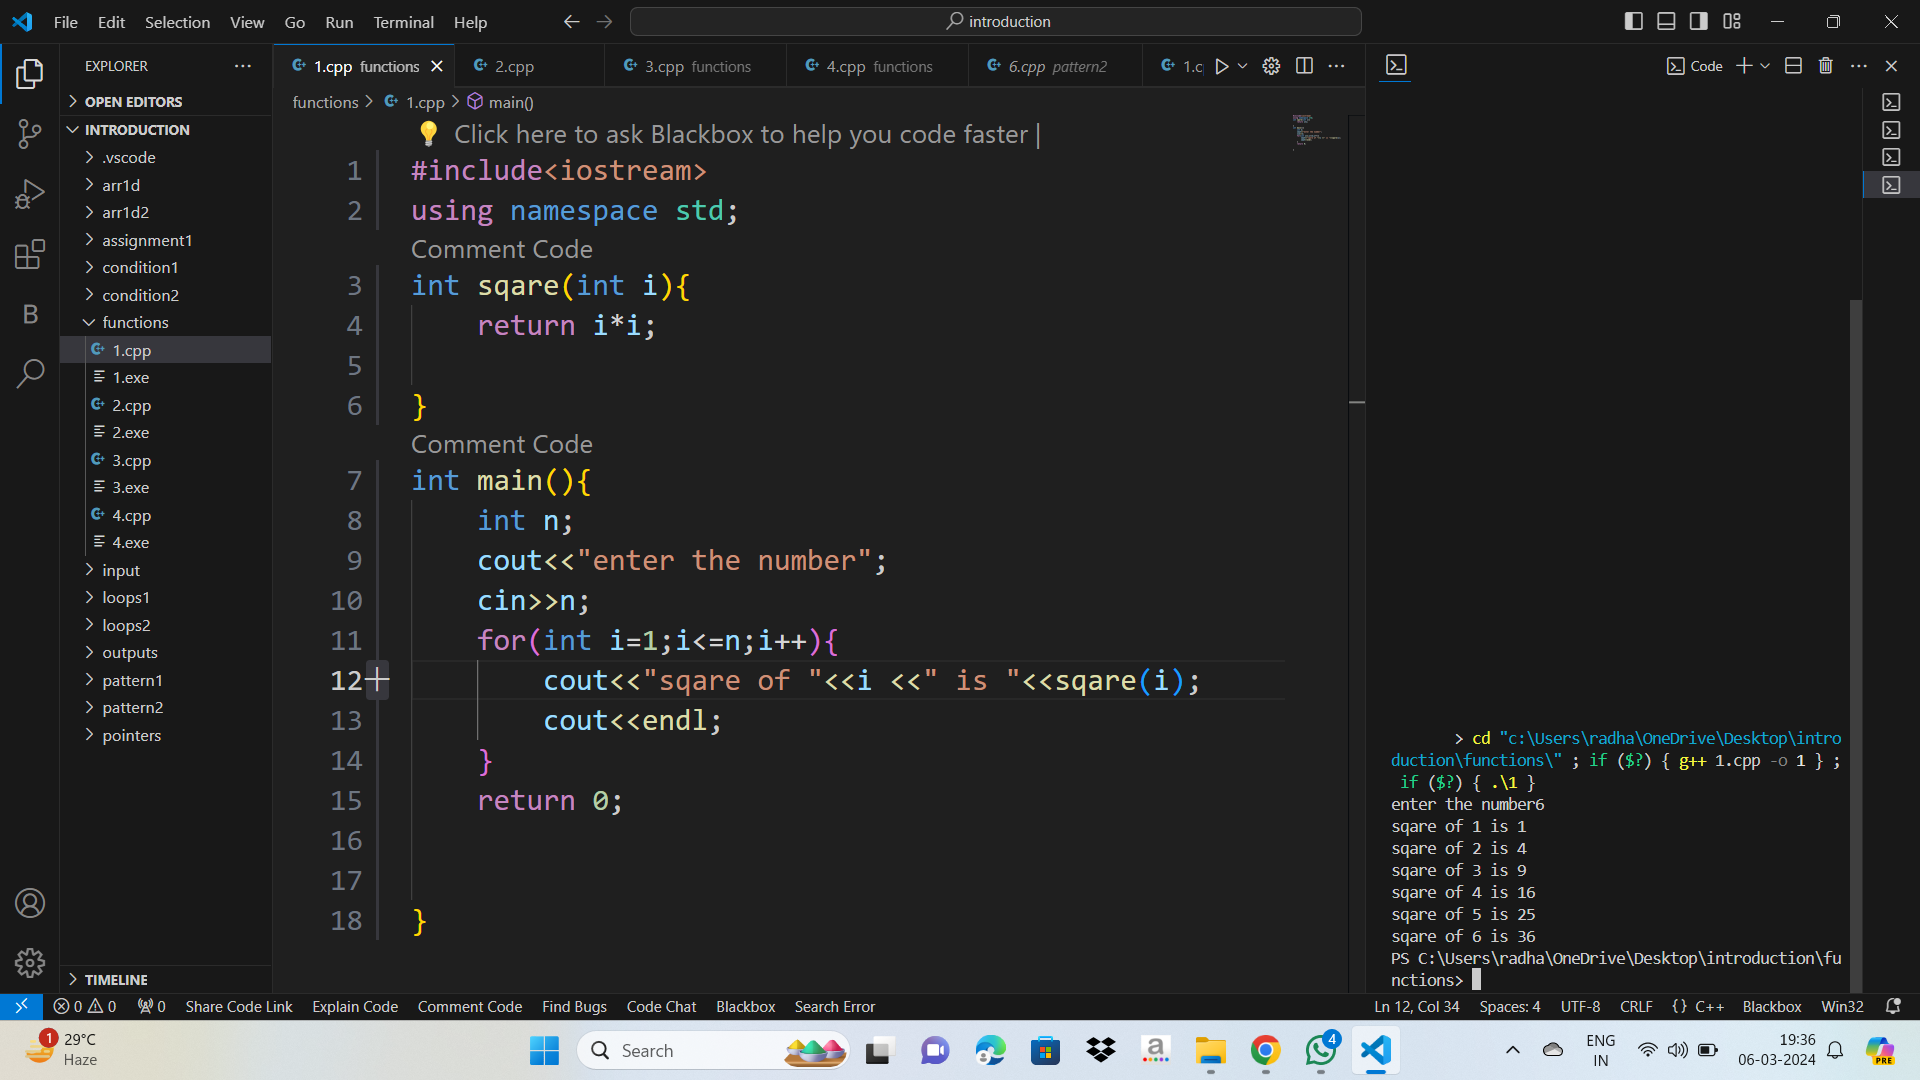 File Edit Selection View Go Run Terminal Help
introduction
EXPLORER
OPEN EDITORS
INTRODUCTION
.vscode
arr1d
arr1d2
assignment1
condition1
condition2
functions
1.cpp
1.exe
2.cpp
2.exe
3.cpp
3.exe
4.cpp
4.exe
input
loops1
loops2
outputs
pattern1
pattern2
pointers
TIMELINE
1.cpp functions
2.cpp
3.cpp functions
4.cpp functions
6.cpp pattern2
1.c
functions > 1.cpp > main()
Click here to ask Blackbox to help you code faster |
1 #include<iostream>
2 using namespace std;
Comment Code
3 int sqare(int i){
4 return i*i;
5
6 }
Comment Code
7 int main(){
8 int n;
9 cout<<"enter the number";
10 cin>>n;
11 for(int i=1;i<=n;i++){
12 cout<<"sqare of "<<i <<" is "<<sqare(i);
13 cout<<endl;
14 }
15 return 0;
16
17
18 }
Code
> cd "c:\Users\radha\OneDrive\Desktop\intro
duction\functions\" ; if ($?) { g++ 1.cpp -o 1 } ;
if ($?) { .\1 }
enter the number6
sqare of 1 is 1
sqare of 2 is 4
sqare of 3 is 9
sqare of 4 is 16
sqare of 5 is 25
sqare of 6 is 36
PS C:\Users\radha\OneDrive\Desktop\introduction\fu
nctions>
0 0 0 Share Code Link Explain Code Comment Code Find Bugs Code Chat Blackbox Search Error
Ln 12, Col 34 Spaces: 4 UTF-8 CRLF {} C++ Blackbox Win32
1
29°C
Haze
Search
4
ENG
IN
19:36
06-03-2024
PRE